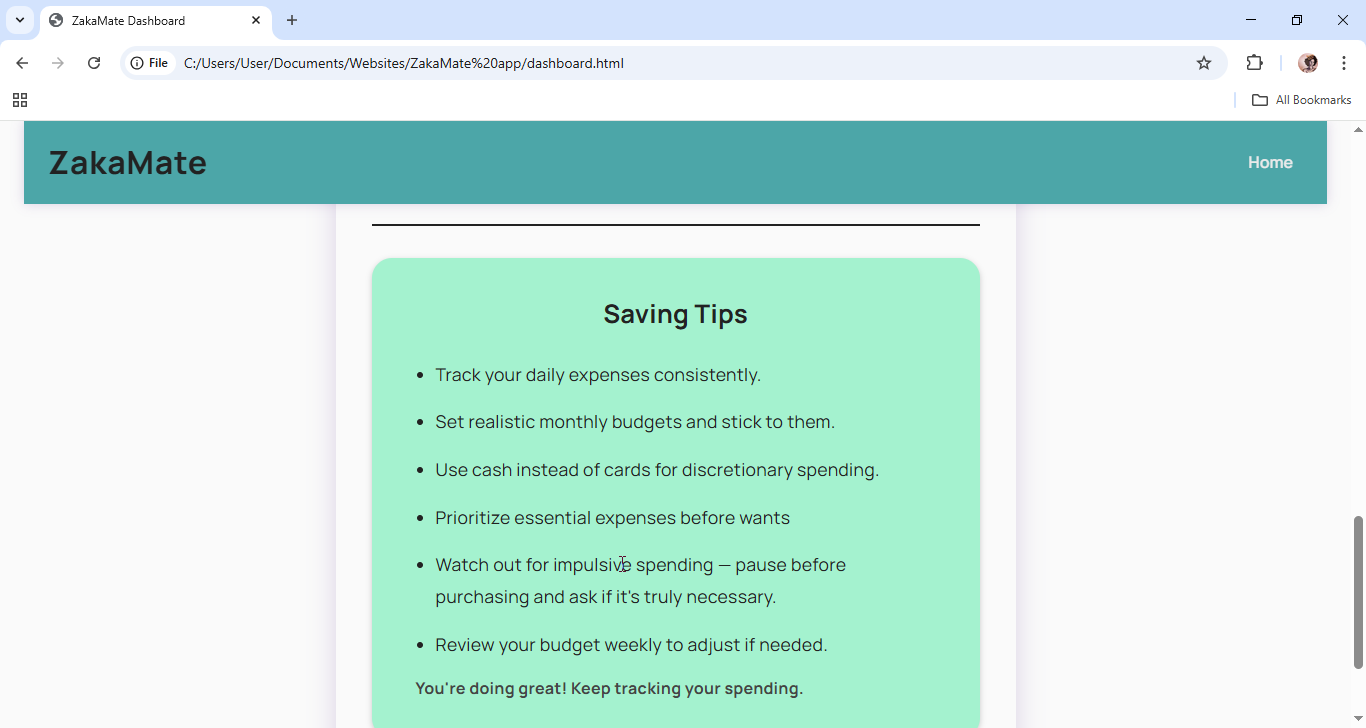 ZakaMate Dashboard
File
C:/Users/User/Documents/Websites/ZakaMate%20app/dashboard.html
All Bookmarks
ZakaMate
Home
Saving Tips
Track your daily expenses consistently.
Set realistic monthly budgets and stick to them.
Use cash instead of cards for discretionary spending.
Prioritize essential expenses before wants
Watch out for impulsive spending — pause before
purchasing and ask if it's truly necessary.
Review your budget weekly to adjust if needed.
You're doing great! Keep tracking your spending.